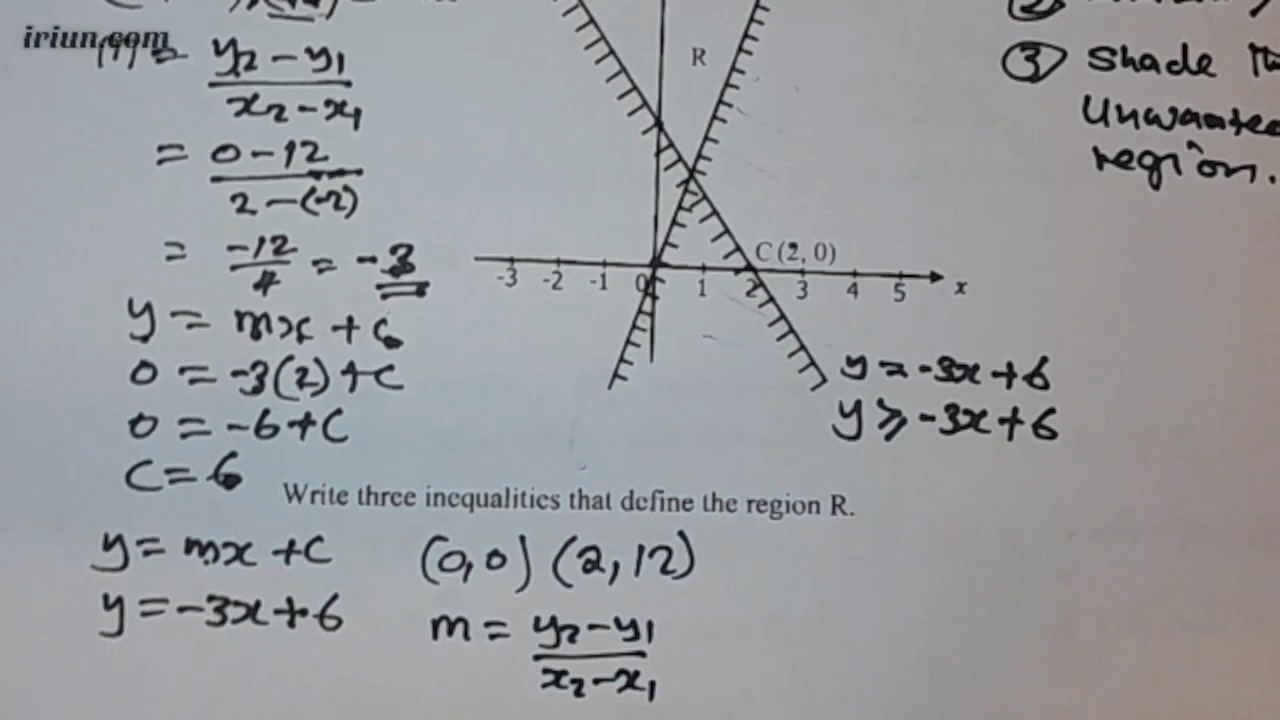 iriun.com
(1) = y2 - y1 / x2 - x1
= 0 - 12 / 2 - (-2)
= -12 / 4 = -3
y = mx + c
0 = -3(2) + c
0 = -6 + c
c = 6
R
C (2, 0)
-3 -2 -1 0 1 2 3 4 5 x
y = -3x + 6
y ≥ -3x + 6
3 Shade
Unwanted
region.
Write three inequalities that define the region R.
y = mx + c
y = -3x + 6
(0,0) (2,12)
m = y2 - y1 / x2 - x1